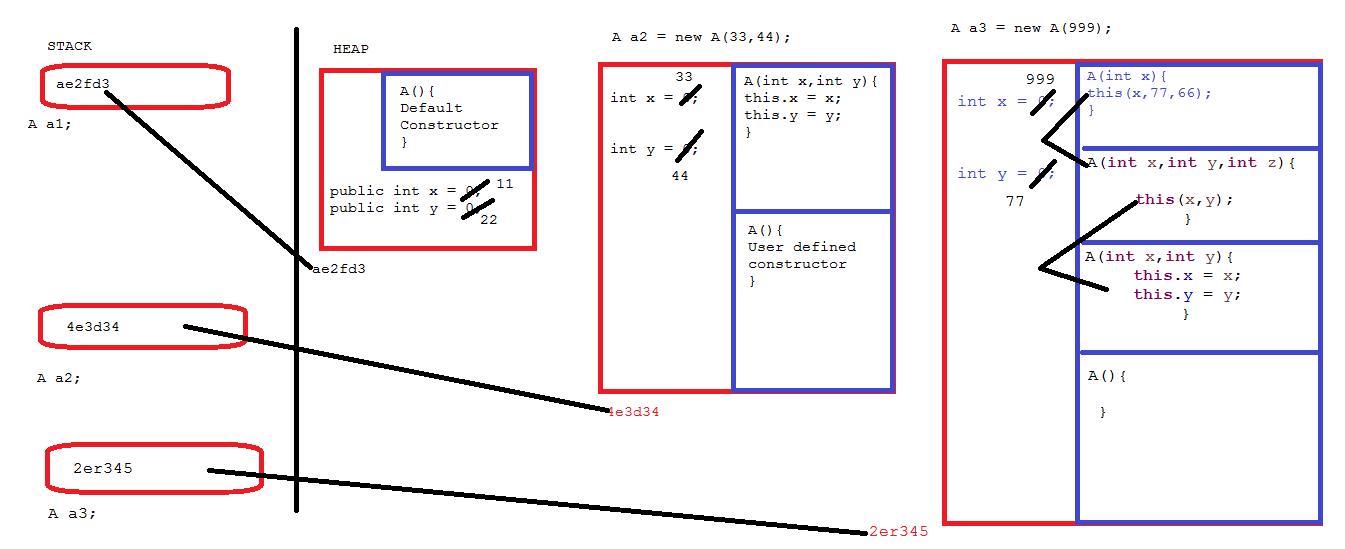 STACK
ae2fd3
A a1;
4e3d34
A a2;
2er345
A a3;
HEAP
A(){
Default
Constructor
}
public int x = 0; 11
public int y = 0;
22
ae2fd3
A a2 = new A(33,44);
33
int x = 0;
int y = 0;
44
A(int x,int y){
this.x = x;
this.y = y;
}
A(){
User defined
constructor
}
4e3d34
A a3 = new A(999);
999
int x = 0;
int y = 0;
77
A(int x){
this(x,77,66);
}
A(int x,int y,int z){
this(x,y);
}
A(int x,int y){
this.x = x;
this.y = y;
}
A(){
}
2er345